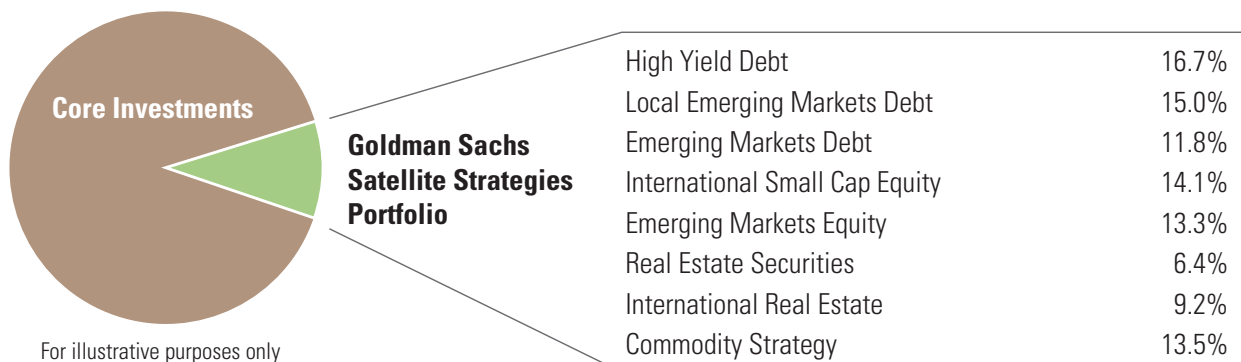 Core Investments
Goldman Sachs
Satellite Strategies
Portfolio
For illustrative purposes only
High Yield Debt 16.7%
Local Emerging Markets Debt 15.0%
Emerging Markets Debt 11.8%
International Small Cap Equity 14.1%
Emerging Markets Equity 13.3%
Real Estate Securities 6.4%
International Real Estate 9.2%
Commodity Strategy 13.5%